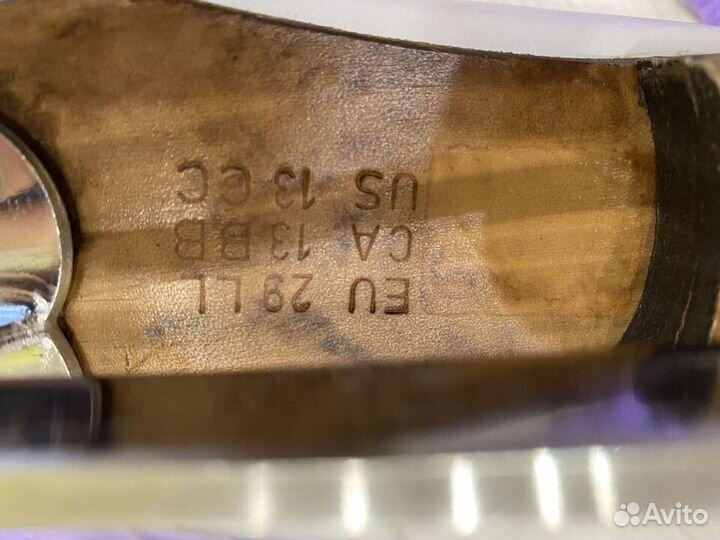 EU 29 LL
CA 13 BB
US 13 CC
Avito